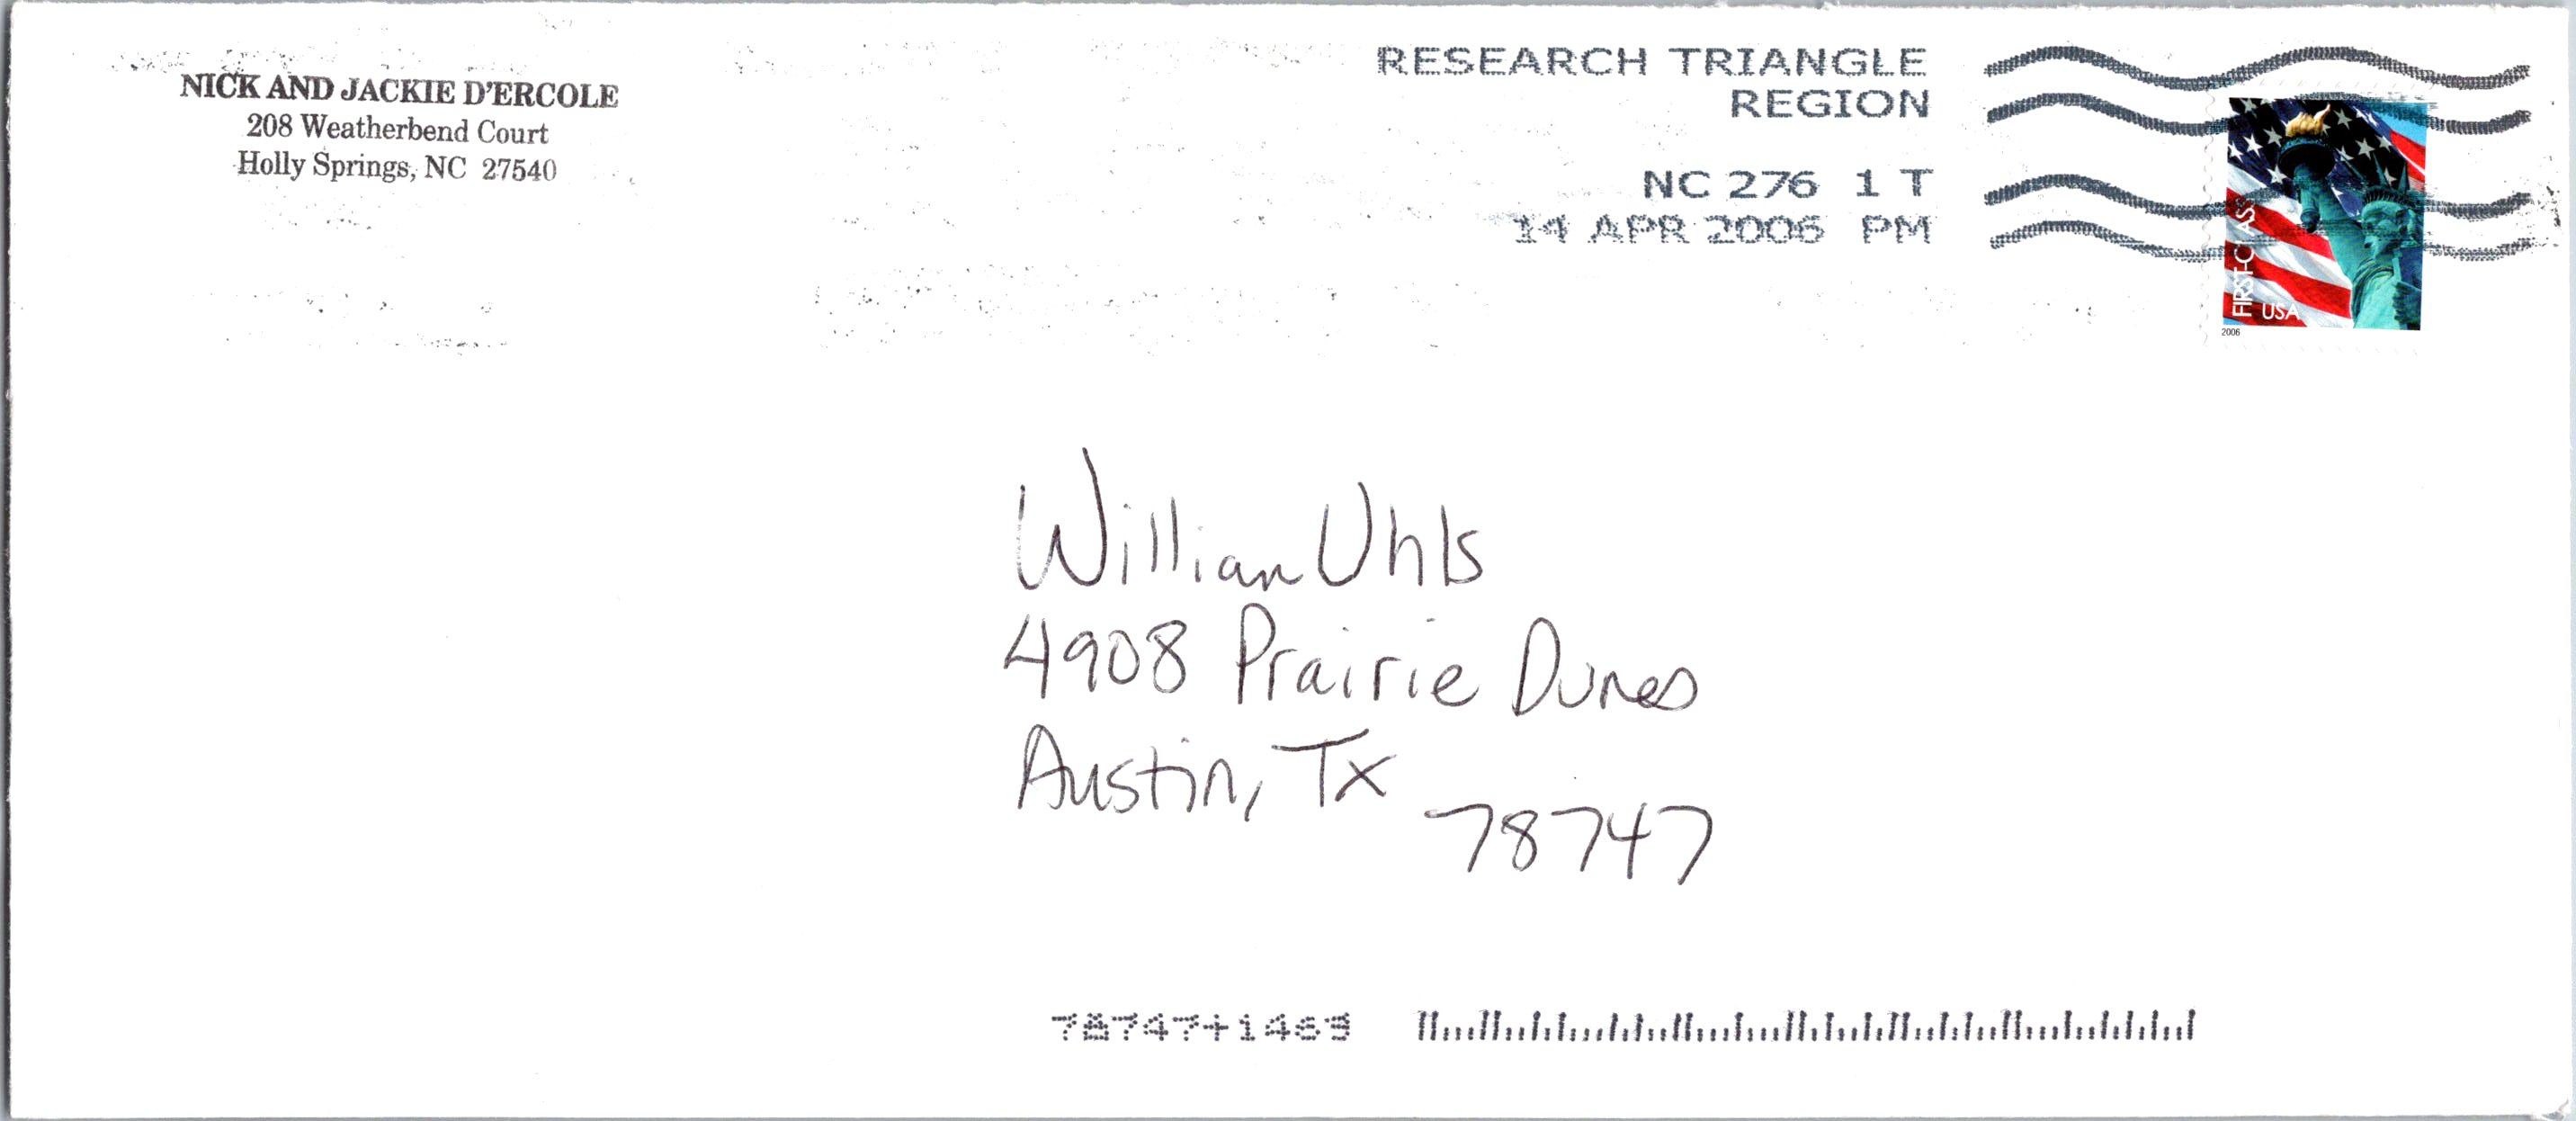 NICK AND JACKIE D'ERCOLE
208 Weatherbend Court
Holly Springs, NC 27540
RESEARCH TRIANGLE
REGION
NC 276 1 T
14 APR 2006 PM
FIRST-CLASS
USA
2006
William Uhls
4908 Prairie Dunes
Austin, Tx
78747
78747+1463